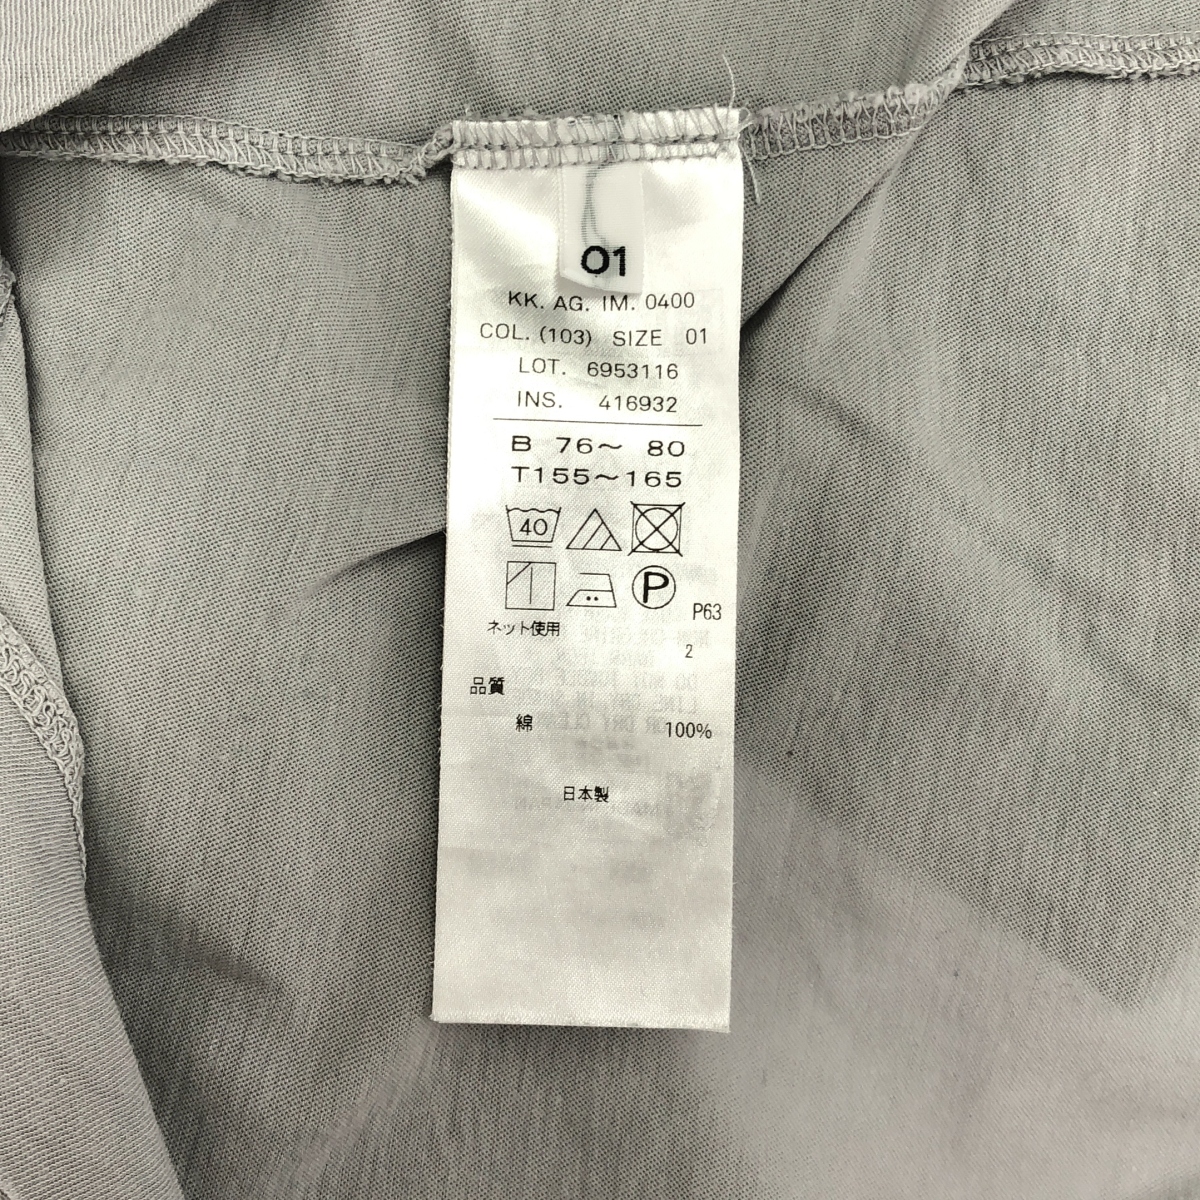 01
KK. AG. IM. 0400
COL. (103) SIZE 01
LOT. 6953116
INS. 416932
B 76〜 80
T155〜165
40
P
P63
ネット使用
2
品質
綿 100%
日本製